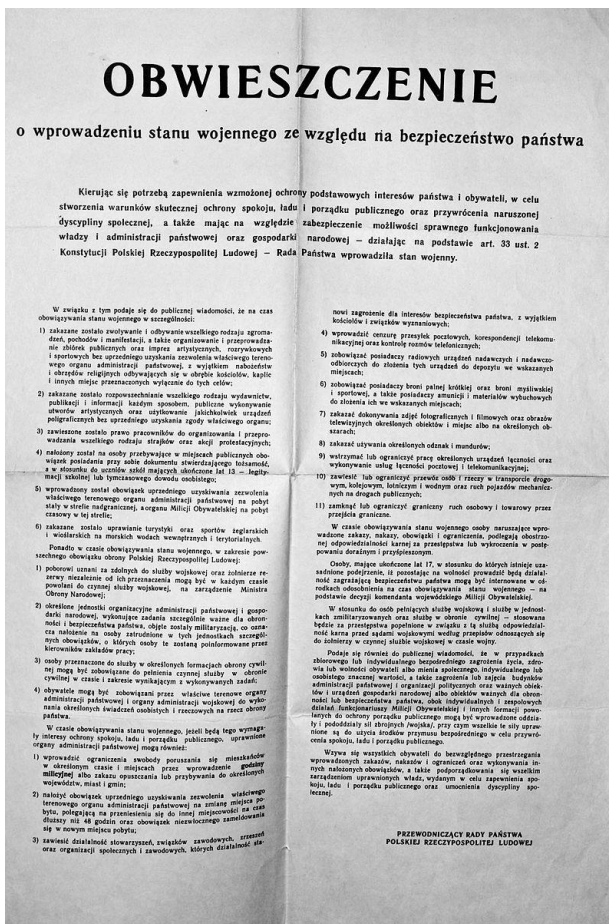 OBWIESZCZENIE
o wprowadzeniu stanu wojennego ze względu na bezpieczeństwo państwa
Kierując się potrzebą zapewnienia wzmożonej ochrony podstawowych interesów państwa i obywateli, w celu
stworzenia warunków skutecznej ochrony spokoju, ładu i porządku publicznego oraz przywrócenia naruszonej
dyscypliny społecznej, a także mając na względzie zabezpieczenie możliwości sprawnego funkcjonowania
władzy i administracji państwowej oraz gospodarki narodowej – działając na podstawie art. 33 ust. 2
Konstytucji Polskiej Rzeczypospolitej Ludowej – Rada Państwa wprowadziła stan wojenny.
W związku z tym podaje się do publicznej wiadomości, że na czas
obowiązywania stanu wojennego w szczególności:
1) zakazane zostało zwoływanie i odbywanie wszelkiego rodzaju zgroma-
dzeń, pochodów i manifestacji, a także organizowanie i przeprowadza-
nie zbiórek publicznych oraz imprez artystycznych, rozrywkowych
i sportowych bez uprzedniego uzyskania zezwolenia właściwego tereno-
wego organu administracji państwowej, z wyjątkiem nabożeństw
i obrzędów religijnych odbywających się w obrębie kościołów, kaplic
i innych miejsc przeznaczonych wyłącznie do tych celów;
2) zakazane zostało rozpowszechnianie wszelkiego rodzaju wydawnictw,
publikacji i informacji każdym sposobem, publiczne wykonywanie
utworów artystycznych oraz użytkowanie jakichkolwiek urządzeń
poligraficznych bez uprzedniego uzyskania zgody właściwego organu;
3) zawieszone zostało prawo pracowników do organizowania i przepro-
wadzania wszelkiego rodzaju strajków oraz akcji protestacyjnych;
4) nałożony został na osoby przebywające w miejscach publicznych obo-
wiązek posiadania przy sobie dokumentu stwierdzającego tożsamość,
a w stosunku do uczniów szkół mających ukończone lat 13 – legity-
macji szkolnej lub tymczasowego dowodu osobistego;
5) wprowadzony został obowiązek uprzedniego uzyskania zezwolenia
właściwego terenowego organu administracji państwowej na pobyt
stały w strefie nadgranicznej, a organu Milicji Obywatelskiej na pobyt
czasowy w tej strefie;
6) zakazane zostało uprawianie turystyki oraz sportów żeglarskich
i wioślarskich na morskich wodach wewnętrznych i terytorialnych.
Ponadto w czasie obowiązywania stanu wojennego, w zakresie pow-
szechnego obowiązku obrony Polskiej Rzeczypospolitej Ludowej:
1) poborowi uznani za zdolnych do służby wojskowej oraz żołnierze re-
zerwy niezależnie od ich przeznaczenia mogą być w każdym czasie
powołani do czynnej służby wojskowej, na zarządzenie Ministra
Obrony Narodowej;
2) określone jednostki organizacyjne administracji państwowej i gospo-
darki narodowej, wykonujące zadania szczególnie ważne dla obron-
ności i bezpieczeństwa państwa, objęte zostały militaryzacją, co ozna-
cza nałożenie na osoby zatrudnione w tych jednostkach szczegól-
nych obowiązków, o których osoby te zostaną poinformowane przez
kierowników zakładów pracy;
3) osoby przeznaczone do służby w określonych formacjach obrony cywil-
nej mogą być zobowiązane do pełnienia czynnej służby w obronie
cywilnej w czasie i zakresie wynikającym z wykonywanych zadań;
4) obywatele mogą być zobowiązani przez właściwe terenowe organy
administracji państwowej i organy administracji wojskowej do wyko-
nania określonych świadczeń osobistych i rzeczowych na rzecz obrony
państwa.
W czasie obowiązywania stanu wojennego, jeżeli będą tego wymaga-
ły interesy ochrony spokoju, ładu i porządku publicznego, uprawnione
organy administracji państwowej mogą również:
1) wprowadzić ograniczenia swobody poruszania się mieszkańców
w określonym czasie i miejscach przez wprowadzenie godziny
milicyjnej albo zakazu opuszczania lub przybywania do określonych
województw, miast i gmin;
2) nałożyć obowiązek uprzedniego uzyskania zezwolenia właściwego
terenowego organu administracji państwowej na zmianę miejsca po-
bytu, polegającą na przeniesieniu się do innej miejscowości na czas
dłuższy niż 48 godzin oraz obowiązek niezwłocznego zameldowania
się w nowym miejscu pobytu;
3) zawiesić działalność stowarzyszeń, związków zawodowych, zrzeszeń
oraz organizacji społecznych i zawodowych, których działalność sta-
nowi zagrożenie dla interesów bezpieczeństwa państwa, z wyjątkiem
kościołów i związków wyznaniowych;
4) wprowadzić cenzurę przesyłek pocztowych, korespondencji telekomu-
nikacyjnej oraz kontrolę rozmów telefonicznych;
5) zobowiązać posiadaczy radiowych urządzeń nadawczych i nadawczo-
odbiorczych do złożenia tych urządzeń do depozytu we wskazanych
miejscach;
6) zobowiązać posiadaczy broni palnej krótkiej oraz broni myśliwskiej
i sportowej, a także posiadaczy amunicji i materiałów wybuchowych
do złożenia ich we wskazanych miejscach;
7) zakazać dokonywania zdjęć fotograficznych i filmowych oraz obrazów
telewizyjnych określonych obiektów i miejsc albo na określonych ob-
szarach;
8) zakazać używania określonych odznak i mundurów;
9) wstrzymać lub ograniczyć pracę określonych urządzeń łączności oraz
wykonywanie usług łączności pocztowej i telekomunikacyjnej;
10) zawiesić lub ograniczyć przewóz osób i rzeczy w transporcie drogo-
wym, kolejowym, lotniczym i wodnym oraz ruch pojazdów mechanicz-
nych na drogach publicznych;
11) zamknąć lub ograniczyć graniczny ruch osobowy i towarowy przez
przejścia graniczne.
W czasie obowiązywania stanu wojennego osoby naruszające wpro-
wadzone zakazy, nakazy, obowiązki i ograniczenia, podlegają obostrzo-
nej odpowiedzialności karnej za przestępstwa lub wykroczenia w postę-
powaniu doraźnym i przyśpieszonym.
Osoby, mające ukończone lat 17, w stosunku do których istnieje uza-
sadnione podejrzenie, iż pozostając na wolności prowadzić będą działal-
ność zagrażającą bezpieczeństwu państwa mogą być internowane w oś-
rodkach odosobnienia na czas obowiązywania stanu wojennego – na
podstawie decyzji komendanta wojewódzkiego Milicji Obywatelskiej.
W stosunku do osób pełniących służbę wojskową i służbę w jednost-
kach zmilitaryzowanych oraz służbę w obronie cywilnej – stosowana
będzie za przestępstwa popełnione w związku z tą służbą odpowiedzial-
ność karna przed sądami wojskowymi według przepisów odnoszących się
do żołnierzy w czynnej służbie wojskowej.
Podaje się również do publicznej wiadomości, że w przypadkach
zbiorowego lub indywidualnego bezpośredniego zagrożenia życia, zdro-
wia lub wolności obywateli albo mienia społecznego, indywidualnego lub
osobistego znacznej wartości, a także zagrożenia lub zajęcia budynków
administracji państwowej i organizacji politycznych oraz ważnych obiek-
tów i urządzeń gospodarki narodowej albo obiektów ważnych dla obron-
ności lub bezpieczeństwa państwa, obok indywidualnych i zespołowych
działań funkcjonariuszy Milicji Obywatelskiej i innych formacji powo-
łanych do ochrony porządku publicznego mogą być wprowadzone oddzia-
ły i pododdziały sił zbrojnych /wojska/, przy czym wszelkie te siły upraw-
nione są do użycia środków przymusu bezpośredniego w celu przywró-
cenia spokoju, ładu i porządku publicznego.
Wzywa się wszystkich obywateli do bezwzględnego przestrzegania
wprowadzonych zakazów, nakazów i ograniczeń oraz wykonywania in-
nych nałożonych obowiązków, a także podporządkowania się wszelkim
zarządzeniom uprawnionych władz, wydanym w celu zapewnienia spo-
koju, ładu i porządku publicznego oraz umocnienia dyscypliny spo-
łecznej.
PRZEWODNICZĄCY RADY PAŃSTWA
POLSKIEJ RZECZYPOSPOLITEJ LUDOWEJ